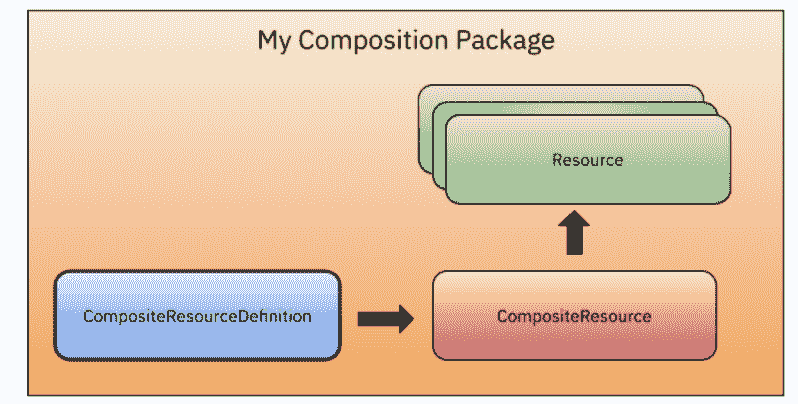 My Composition Package
Resource
CompositeResourceDefinition
CompositeResource